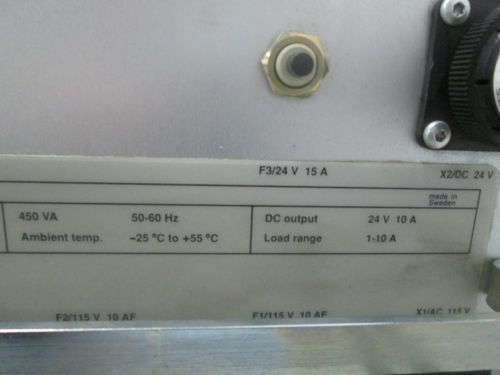 F3/24 V 15 A X2/DC 24 V
made in
Sweden
450 VA 50-60 Hz DC output 24 V 10 A
Ambient temp. -25 °C to +55 °C Load range 1-10 A
F2/115 V 10 AF F1/115 V 10 AF X1/AC 115 V